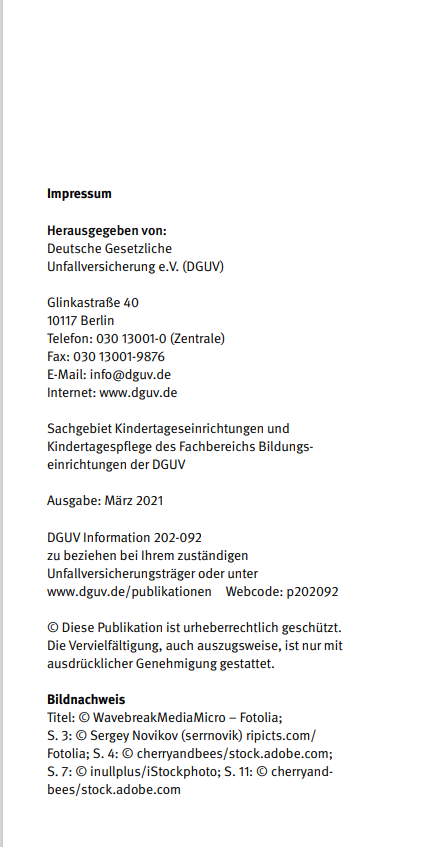 Impressum
Herausgegeben von:
Deutsche Gesetzliche
Unfallversicherung e.V. (DGUV)
Glinkastraße 40
10117 Berlin
Telefon: 030 13001-0 (Zentrale)
Fax: 030 13001-9876
E-Mail: info@dguv.de
Internet: www.dguv.de
Sachgebiet Kindertageseinrichtungen und
Kindertagespflege des Fachbereichs Bildungs-
einrichtungen der DGUV
Ausgabe: März 2021
DGUV Information 202-092
zu beziehen bei Ihrem zuständigen
Unfallversicherungsträger oder unter
www.dguv.de/publikationen Webcode: p202092
© Diese Publikation ist urheberrechtlich geschützt.
Die Vervielfältigung, auch auszugsweise, ist nur mit
ausdrücklicher Genehmigung gestattet.
Bildnachweis
Titel: © WavebreakMediaMicro – Fotolia;
S. 3: © Sergey Novikov (serrnovik) ripicts.com/
Fotolia; S. 4: © cherryandbees/stock.adobe.com;
S. 7: © inullplus/iStockphoto; S. 11: © cherryand-
bees/stock.adobe.com